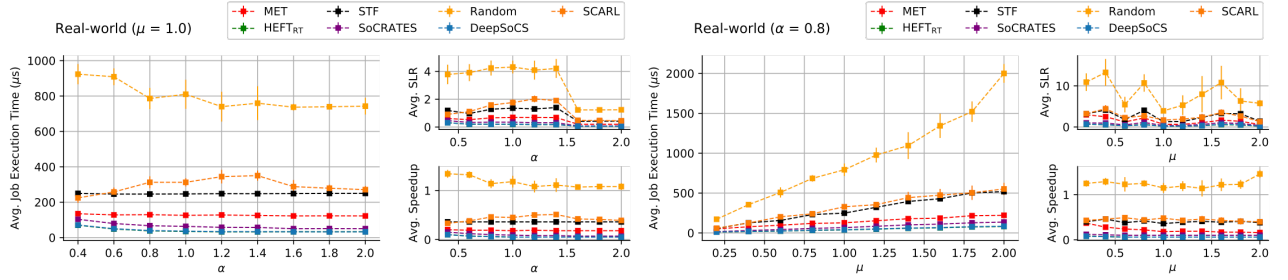 Real-world (μ = 1.0)
MET
STF
Random
SCARL
HEFT_RT
SoCRATES
DeepSoCS
Avg. Job Execution Time (μs)
1000
800
600
400
200
0
0.4 0.6 0.8 1.0 1.2 1.4 1.6 1.8 2.0
α
Avg. SLR
4
2
0
0.5 1.0 1.5 2.0
α
Avg. Speedup
1
0
0.5 1.0 1.5 2.0
α
Real-world (α = 0.8)
MET
STF
Random
SCARL
HEFT_RT
SoCRATES
DeepSoCS
Avg. Job Execution Time (μs)
2000
1500
1000
500
0
0.25 0.50 0.75 1.00 1.25 1.50 1.75 2.00
μ
Avg. SLR
10
0
0.5 1.0 1.5 2.0
μ
Avg. Speedup
1
0
0.5 1.0 1.5 2.0
μ